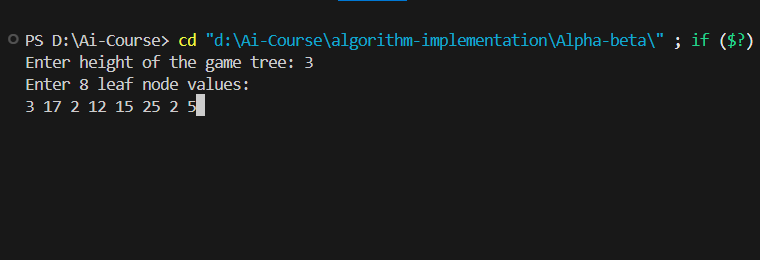 PS D:\Ai-Course> cd "d:\Ai-Course\algorithm-implementation\Alpha-beta\" ; if ($?)
Enter height of the game tree: 3
Enter 8 leaf node values:
3 17 2 12 15 25 2 5